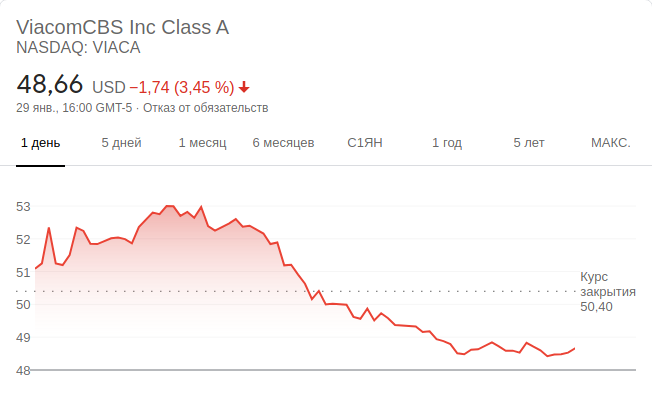 ViacomCBS Inc Class A
NASDAQ: VIACA
48,66 USD −1,74 (3,45 %)
29 янв., 16:00 GMT-5 · Отказ от обязательств
1 день 5 дней 1 месяц 6 месяцев С1ЯН 1 год 5 лет МАКС.
53
52
51
Курс
закрытия
50,40
50
49
48